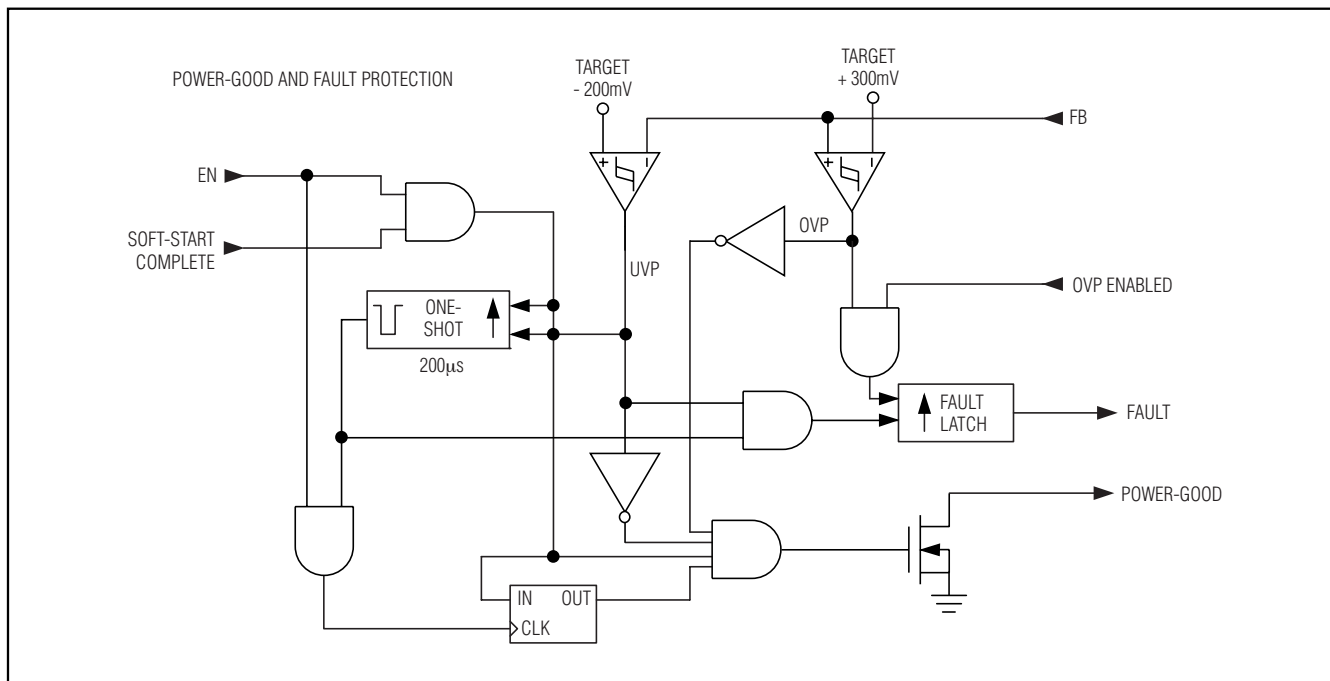 POWER-GOOD AND FAULT PROTECTION
TARGET
- 200mV
TARGET
+ 300mV
FB
EN
+
–
+
–
SOFT-START
COMPLETE
OVP
UVP
OVP ENABLED
ONE-
SHOT
200μs
FAULT
LATCH
FAULT
POWER-GOOD
IN
OUT
CLK